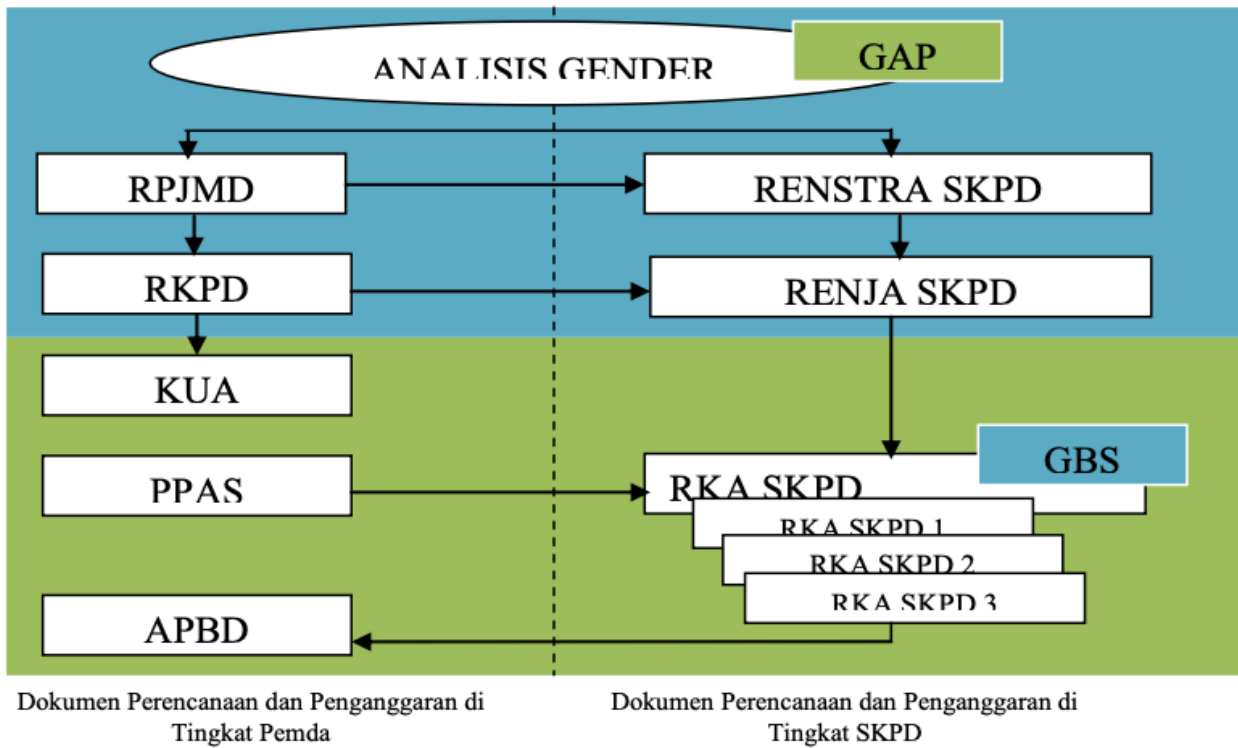 ANALISIS GENDER
GAP
RPJMD
RENSTRA SKPD
RKPD
RENJA SKPD
KUA
GBS
PPAS
RKA SKPD
RKA SKPD 1
RKA SKPD 2
RKA SKPD 3
APBD
Dokumen Perencanaan dan Penganggaran di
Tingkat Pemda
Dokumen Perencanaan dan Penganggaran di
Tingkat SKPD